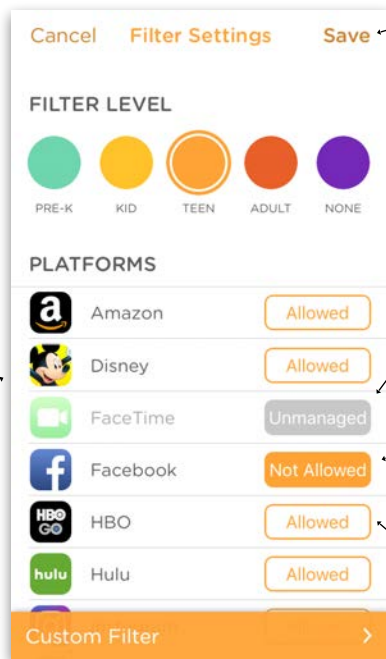 Cancel Filter Settings Save
FILTER LEVEL
PRE-K KID TEEN ADULT NONE
PLATFORMS
a Amazon Allowed
Disney Allowed
FaceTime Unmanaged
f Facebook Not Allowed
HBO GO HBO Allowed
hulu Hulu Allowed
Custom Filter >